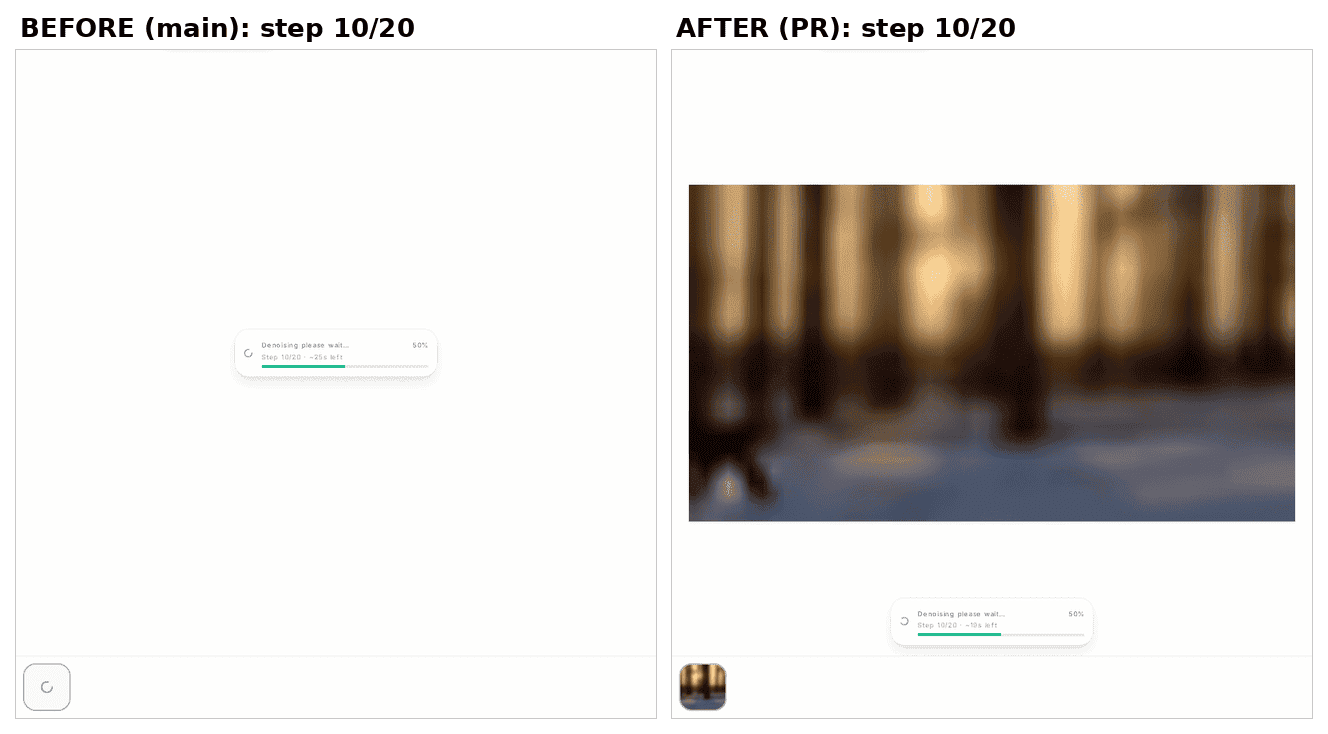 BEFORE (main): step 10/20
Denoising please wait... 50%
Step 10/20 · ~25s left
AFTER (PR): step 10/20
Denoising please wait... 50%
Step 10/20 · ~10s left